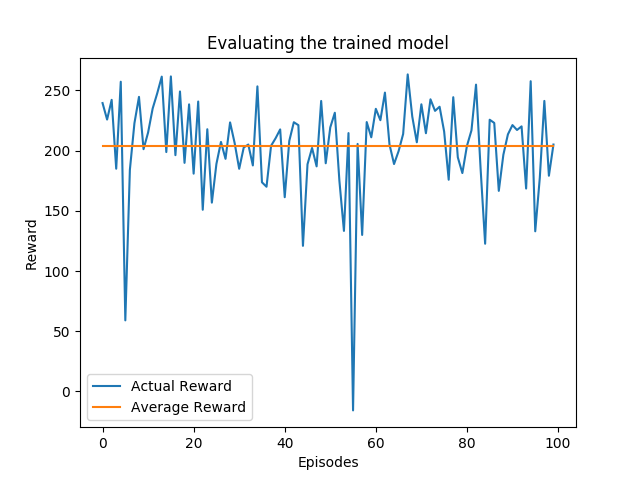 Evaluating the trained model
250
200
150
100
50
0
Reward
Actual Reward
Average Reward
0 20 40 60 80 100
Episodes